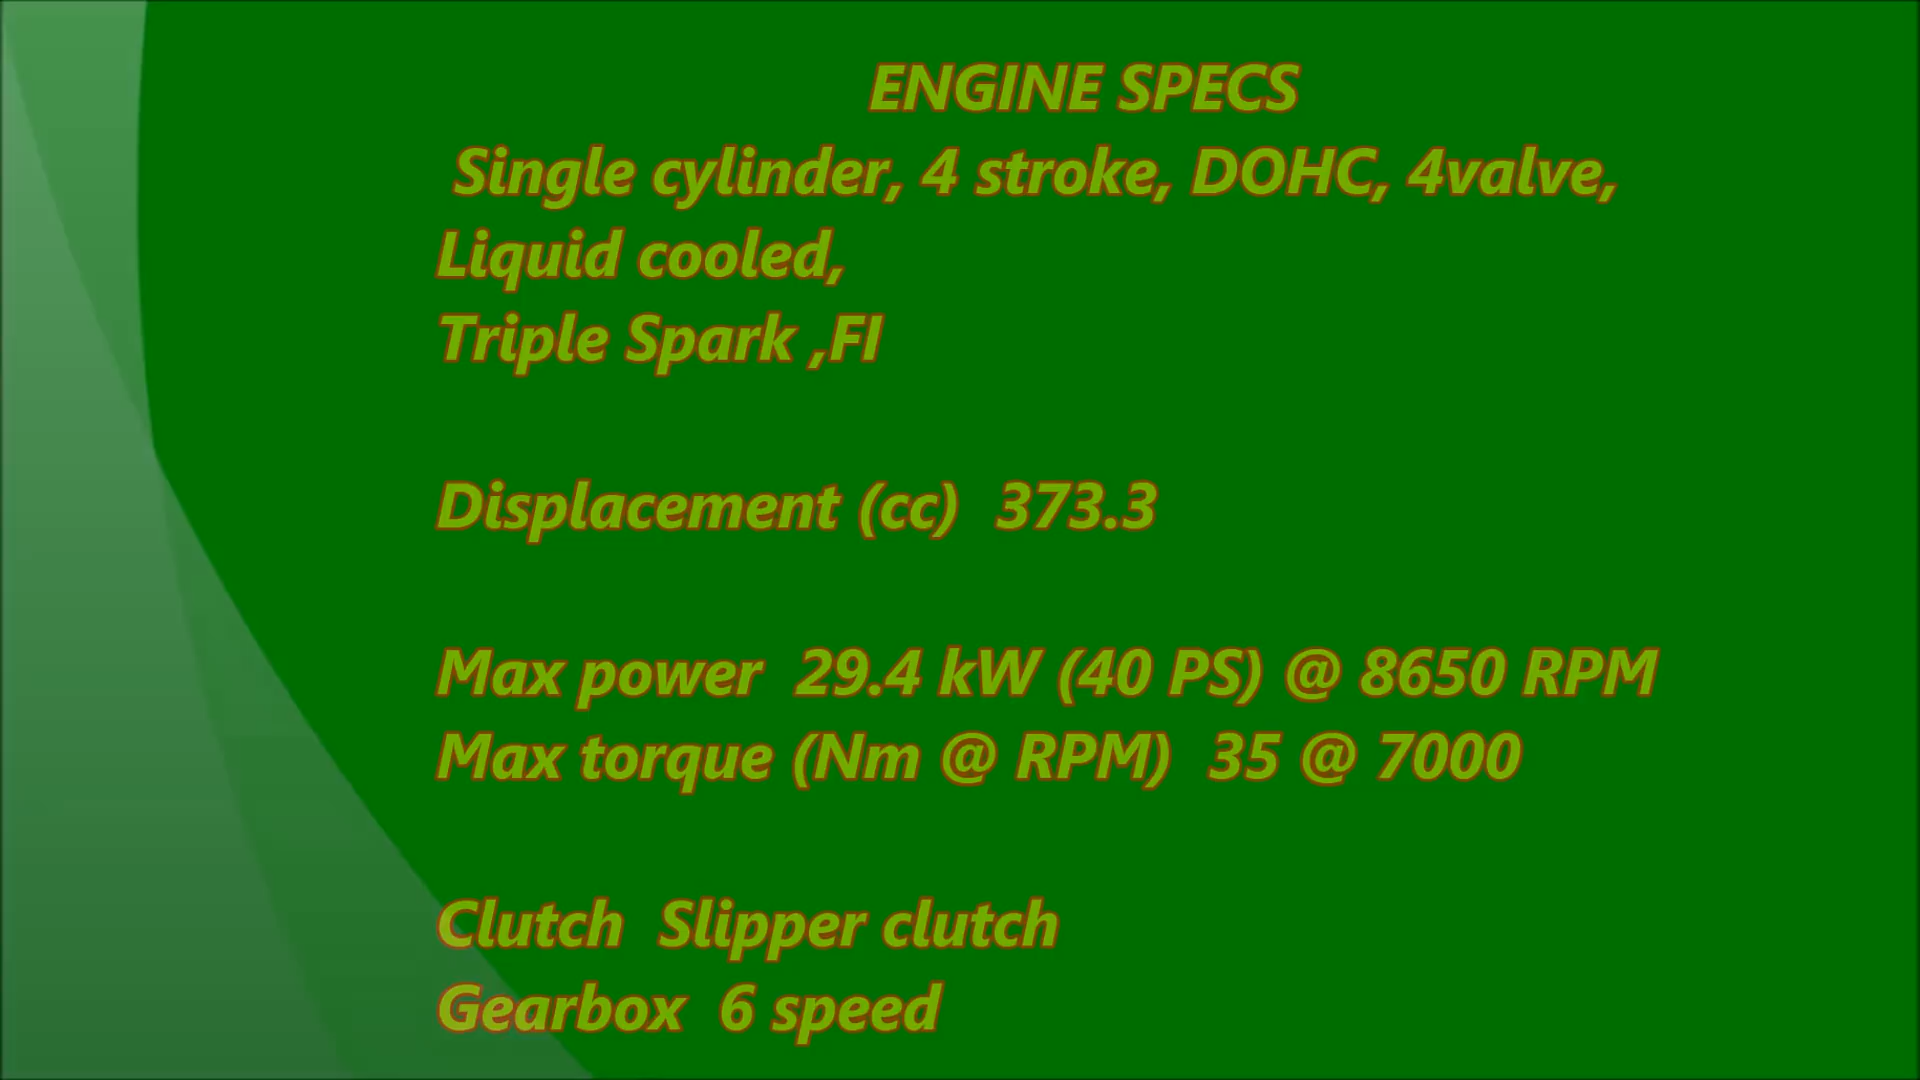 ENGINE SPECS
Single cylinder, 4 stroke, DOHC, 4valve,
Liquid cooled,
Triple Spark ,FI
Displacement (cc) 373.3
Max power 29.4 kW (40 PS) @ 8650 RPM
Max torque (Nm @ RPM) 35 @ 7000
Clutch Slipper clutch
Gearbox 6 speed